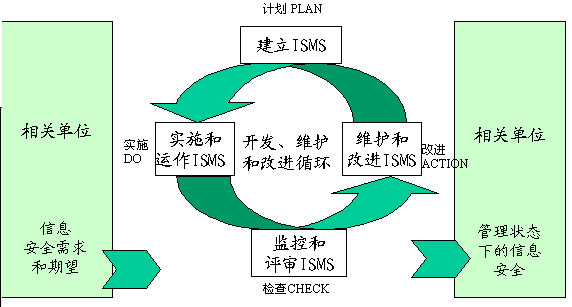 计划 PLAN
建立ISMS
相关单位
信息
安全需求
和期望
实施
DO
实施和
运作ISMS
开发、维护
和改进循环
维护和
改进ISMS
改进
ACTION
监控和
评审ISMS
检查CHECK
相关单位
管理状态
下的信息
安全